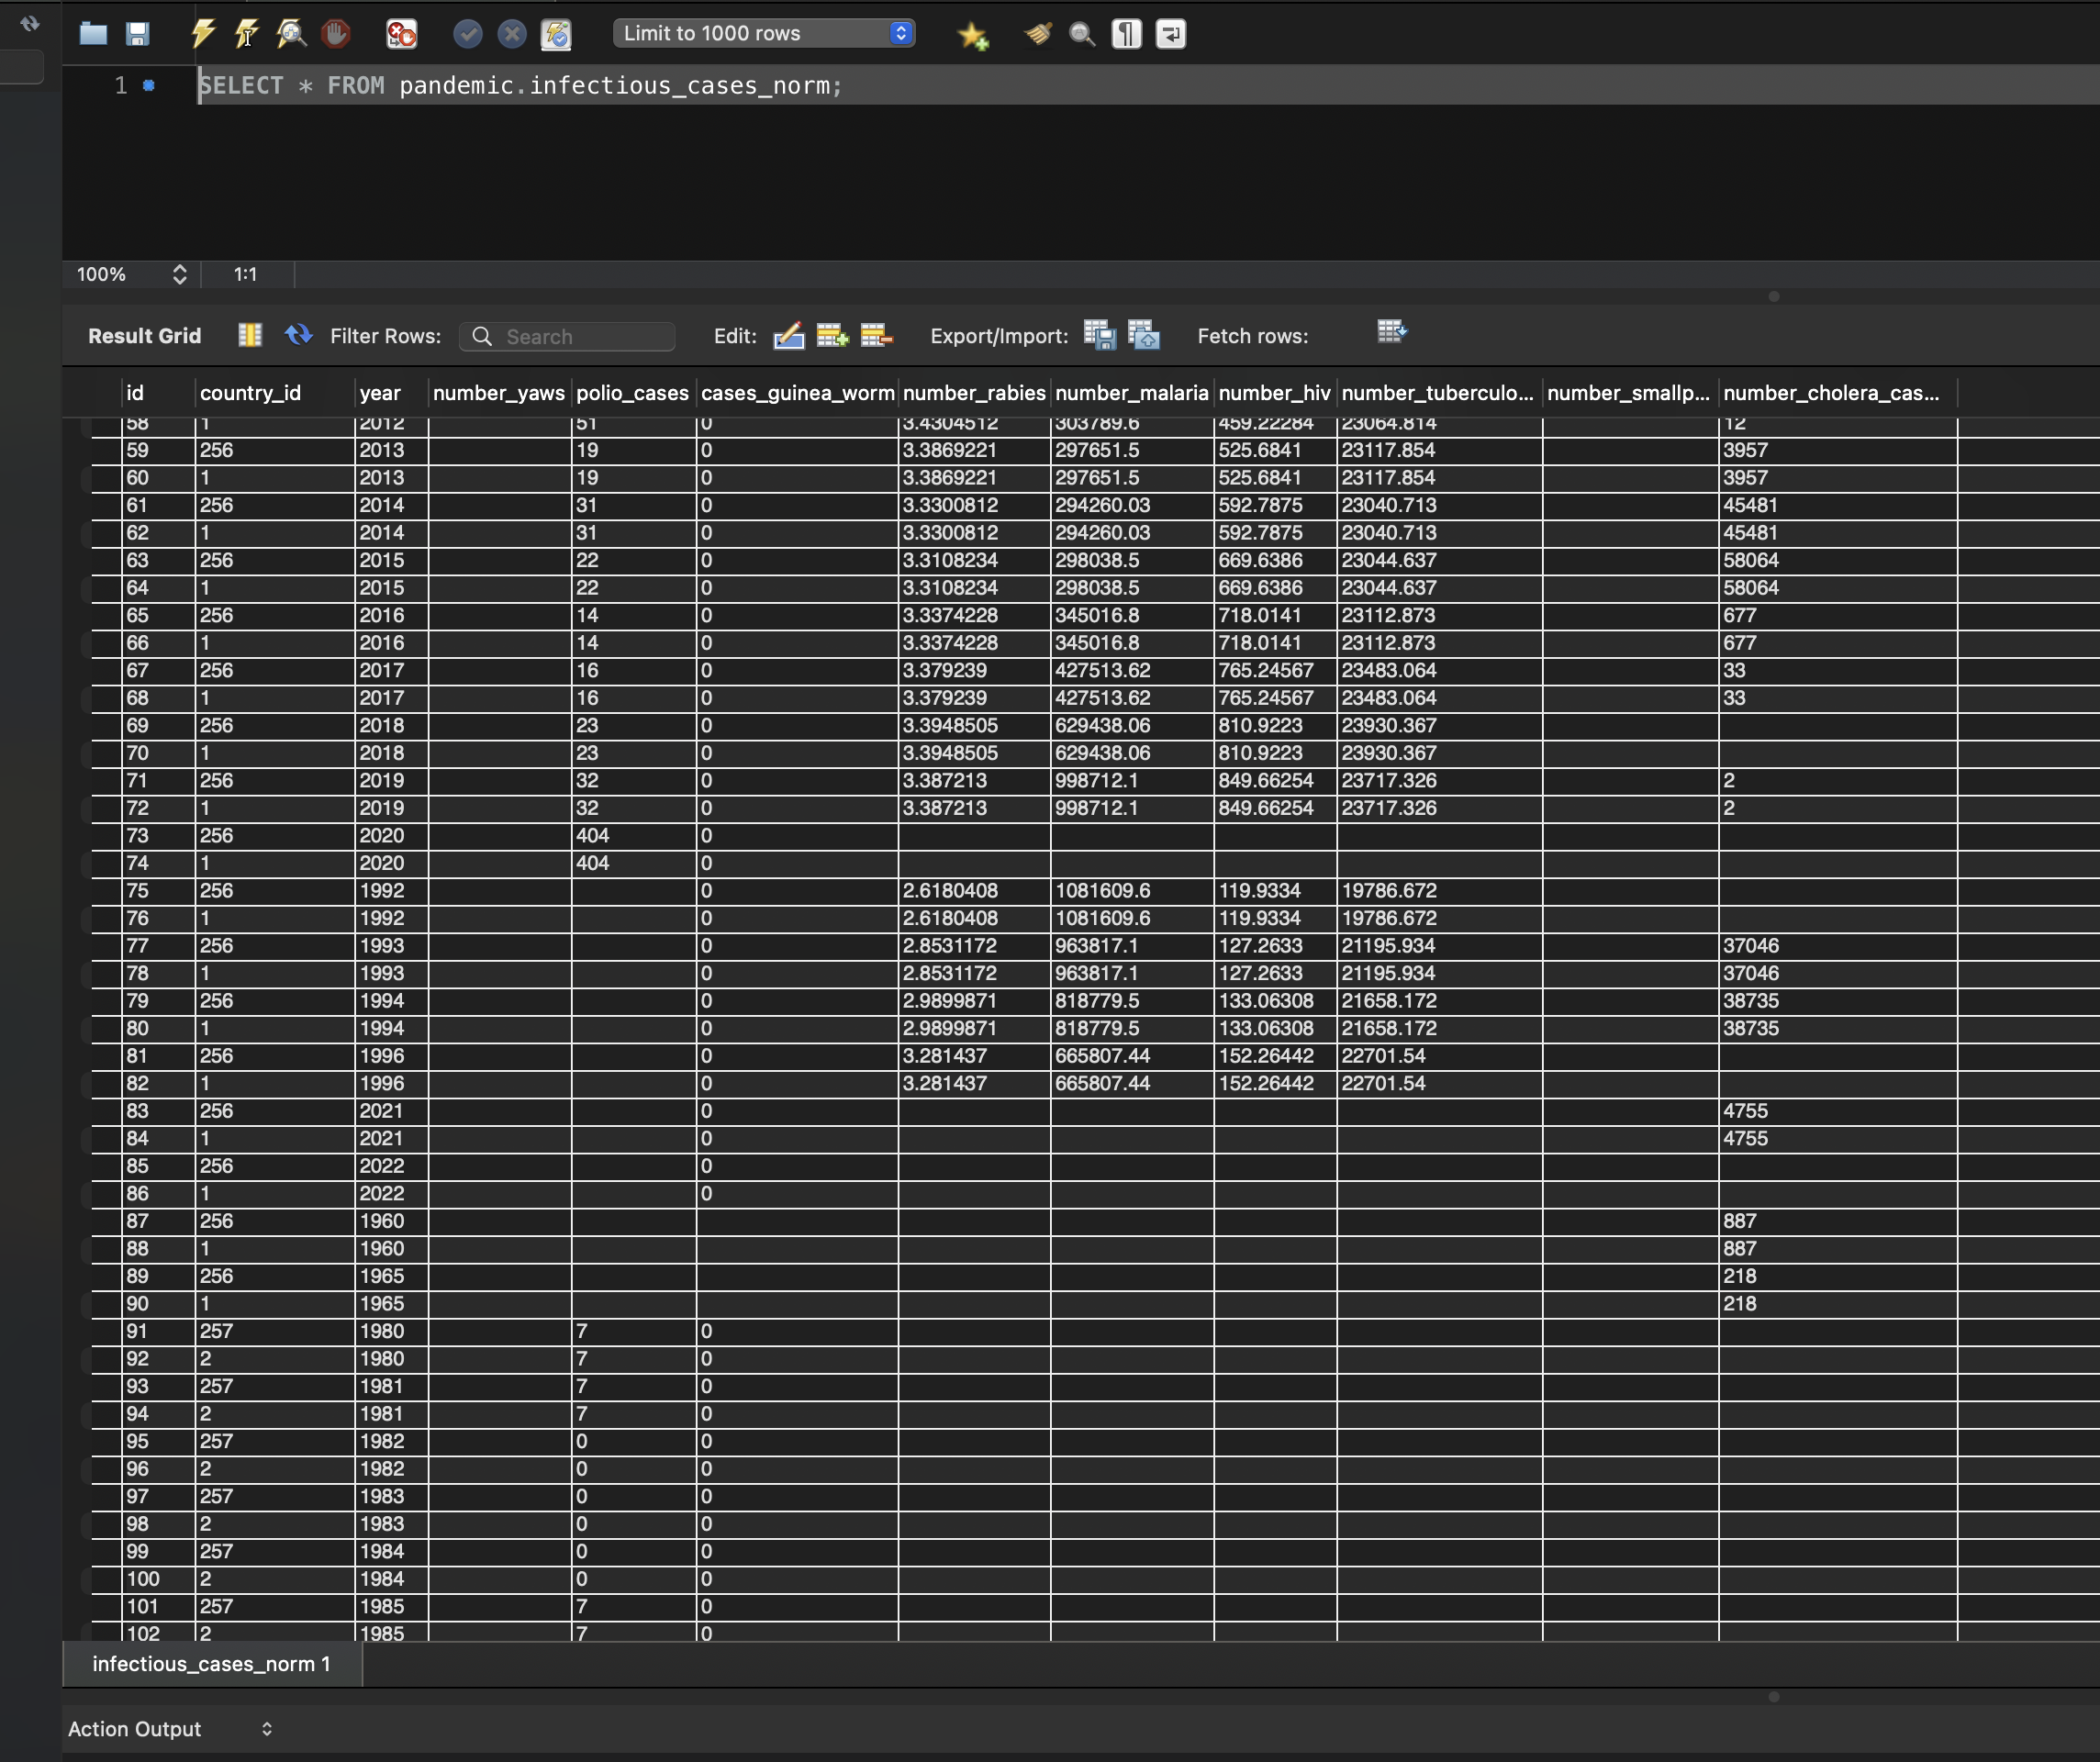 Limit to 1000 rows
1 SELECT * FROM pandemic.infectious_cases_norm;
100% 1:1
Result Grid Filter Rows: Search Edit: Export/Import: Fetch rows:
id country_id year number_yaws polio_cases cases_guinea_worm number_rabies number_malaria number_hiv number_tuberculo... number_smallp... number_cholera_cas...
58 1 2012 51 0 3.4304512 303789.6 459.22284 23064.814 12
59 256 2013 19 0 3.3869221 297651.5 525.6841 23117.854 3957
60 1 2013 19 0 3.3869221 297651.5 525.6841 23117.854 3957
61 256 2014 31 0 3.3300812 294260.03 592.7875 23040.713 45481
62 1 2014 31 0 3.3300812 294260.03 592.7875 23040.713 45481
63 256 2015 22 0 3.3108234 298038.5 669.6386 23044.637 58064
64 1 2015 22 0 3.3108234 298038.5 669.6386 23044.637 58064
65 256 2016 14 0 3.3374228 345016.8 718.0141 23112.873 677
66 1 2016 14 0 3.3374228 345016.8 718.0141 23112.873 677
67 256 2017 16 0 3.379239 427513.62 765.24567 23483.064 33
68 1 2017 16 0 3.379239 427513.62 765.24567 23483.064 33
69 256 2018 23 0 3.3948505 629438.06 810.9223 23930.367
70 1 2018 23 0 3.3948505 629438.06 810.9223 23930.367
71 256 2019 32 0 3.387213 998712.1 849.66254 23717.326 2
72 1 2019 32 0 3.387213 998712.1 849.66254 23717.326 2
73 256 2020 404 0
74 1 2020 404 0
75 256 1992 0 2.6180408 1081609.6 119.9334 19786.672
76 1 1992 0 2.6180408 1081609.6 119.9334 19786.672
77 256 1993 0 2.8531172 963817.1 127.2633 21195.934 37046
78 1 1993 0 2.8531172 963817.1 127.2633 21195.934 37046
79 256 1994 0 2.9899871 818779.5 133.06308 21658.172 38735
80 1 1994 0 2.9899871 818779.5 133.06308 21658.172 38735
81 256 1996 0 3.281437 665807.44 152.26442 22701.54
82 1 1996 0 3.281437 665807.44 152.26442 22701.54
83 256 2021 0 4755
84 1 2021 0 4755
85 256 2022 0
86 1 2022 0
87 256 1960 887
88 1 1960 887
89 256 1965 218
90 1 1965 218
91 257 1980 7 0
92 2 1980 7 0
93 257 1981 7 0
94 2 1981 7 0
95 257 1982 0 0
96 2 1982 0 0
97 257 1983 0 0
98 2 1983 0 0
99 257 1984 0 0
100 2 1984 0 0
101 257 1985 7 0
102 2 1985 7 0
infectious_cases_norm 1
Action Output